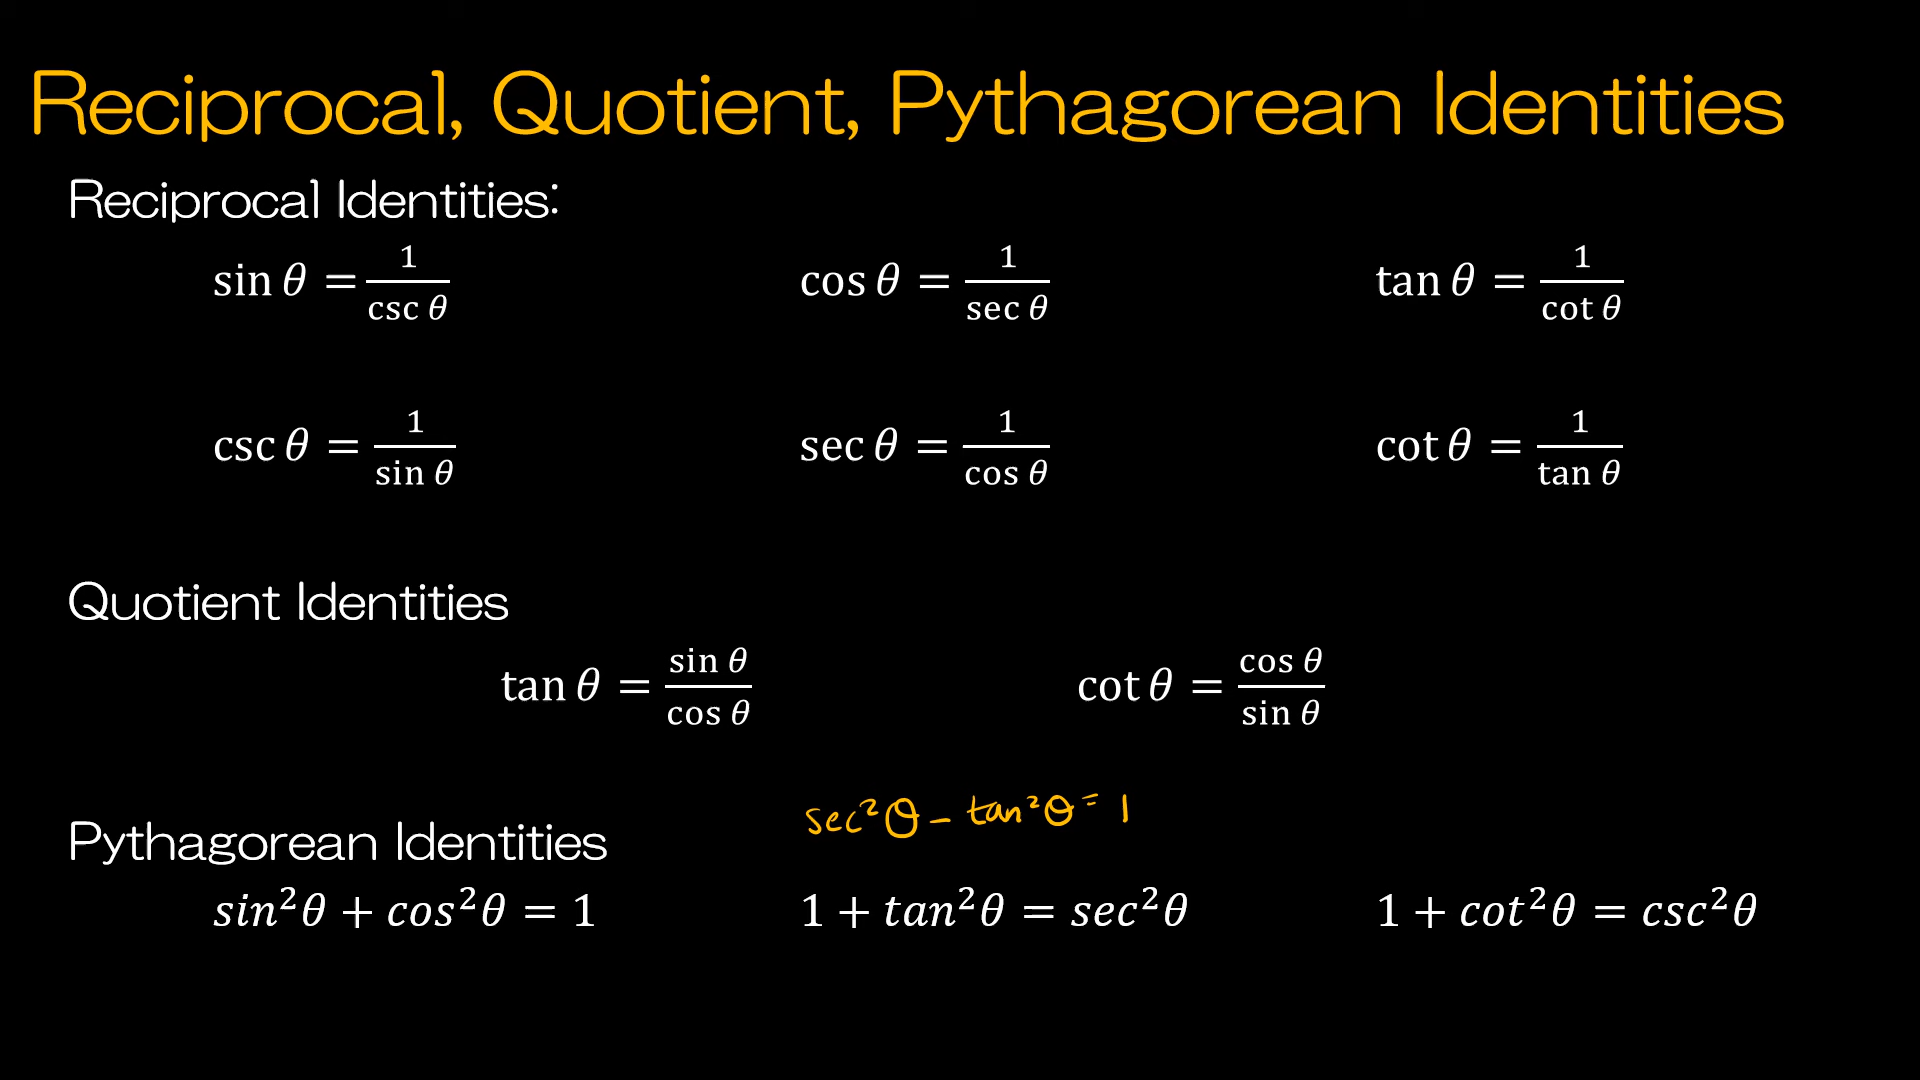 Reciprocal, Quotient, Pythagorean Identities
Reciprocal Identities:
sin θ = 1/csc θ    cos θ = 1/sec θ    tan θ = 1/cot θ
csc θ = 1/sin θ    sec θ = 1/cos θ    cot θ = 1/tan θ
Quotient Identities
tan θ = sin θ/cos θ    cot θ = cos θ/sin θ
sec²θ − tan²θ = 1
Pythagorean Identities
sin²θ + cos²θ = 1    1 + tan²θ = sec²θ    1 + cot²θ = csc²θ